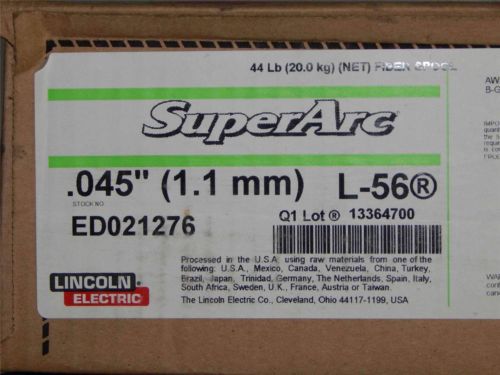 44 Lb (20.0 kg) (NET) FIBER SPOOL
SuperArc
.045" (1.1 mm) L-56®
STOCK NO.
ED021276
Q1 Lot ® 13364700
LINCOLN
ELECTRIC
Processed in the U.S.A. using raw materials from one of the
following: U.S.A., Mexico, Canada, Venezuela, China, Turkey,
Brazil, Japan, Trinidad, Germany, The Netherlands, Spain, Italy,
South Africa, Sweden, U.K., France, Austria or Taiwan.
The Lincoln Electric Co., Cleveland, Ohio 44117-1199, USA
AW
B-G